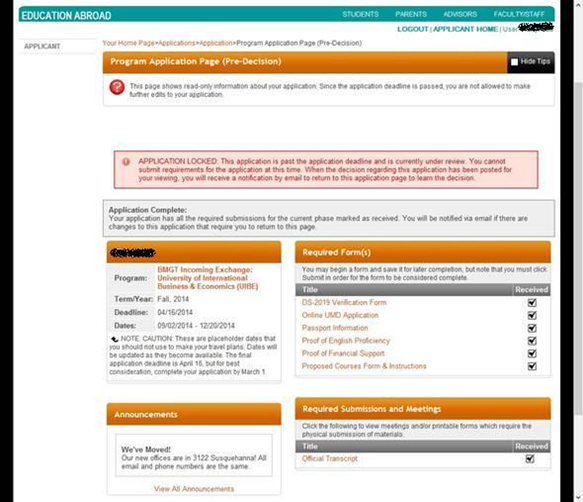 EDUCATION ABROAD
STUDENTS PARENTS ADVISORS FACULTY/STAFF
LOGOUT | APPLICANT HOME | User:
APPLICANT
Your Home Page>Applications>Application>Program Application Page (Pre-Decision)
Program Application Page (Pre-Decision)
Hide Tips
This page shows read-only information about your application. Since the application deadline is passed, you are not allowed to make
further edits to your application.
APPLICATION LOCKED: This application is past the application deadline and is currently under review. You cannot
submit requirements for the application at this time. When the decision regarding this application has been posted for
your viewing, you will receive a notification by email to return to this application page to learn the decision.
Application Complete:
Your application has all the required submissions for the current phase marked as received. You will be notified via email if there are
changes to this application that require you to return to this page.
Program:
BMGT Incoming Exchange:
University of International
Business & Economics (UIBE)
Term/Year: Fall, 2014
Deadline: 04/16/2014
Dates: 09/02/2014 - 12/20/2014
NOTE: CAUTION: These are placeholder dates that
you should not use to make your travel plans. Dates will
be updated as they become available. The final
application deadline is April 16, but for best
consideration, complete your application by March 1.
Required Form(s)
You may begin a form and save it for later completion, but note that you must click
Submit in order for the form to be considered complete.
Title Received
DS-2019 Verification Form
Online UMD Application
Passport Information
Proof of English Proficiency
Proof of Financial Support
Proposed Courses Form & Instructions
Announcements
We've Moved!
Our new offices are in 3122 Susquehanna! All
email and phone numbers are the same.
View All Announcements
Required Submissions and Meetings
Click the following to view meetings and/or printable forms which require the
physical submission of materials.
Title Received
Official Transcript